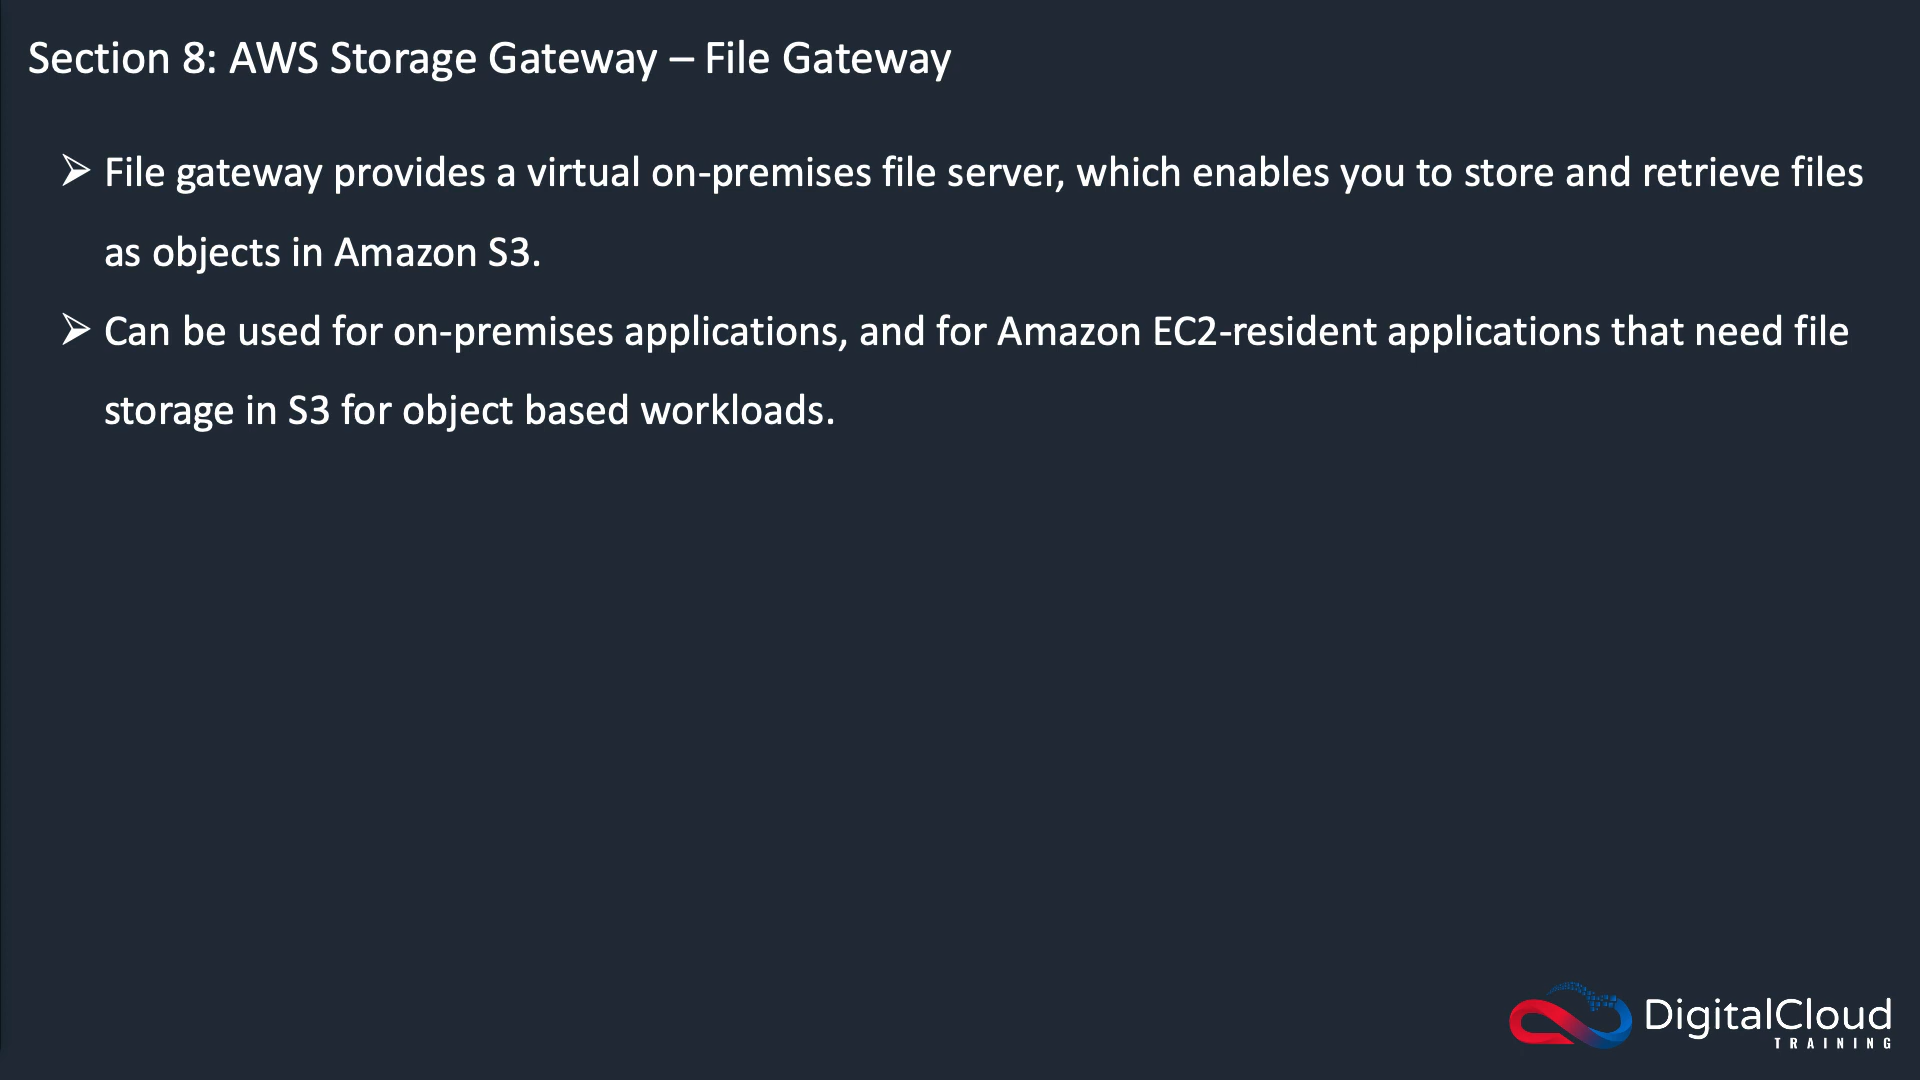 Section 8: AWS Storage Gateway – File Gateway
➢ File gateway provides a virtual on-premises file server, which enables you to store and retrieve files
as objects in Amazon S3.
➢ Can be used for on-premises applications, and for Amazon EC2-resident applications that need file
storage in S3 for object based workloads.
DigitalCloud
TRAINING